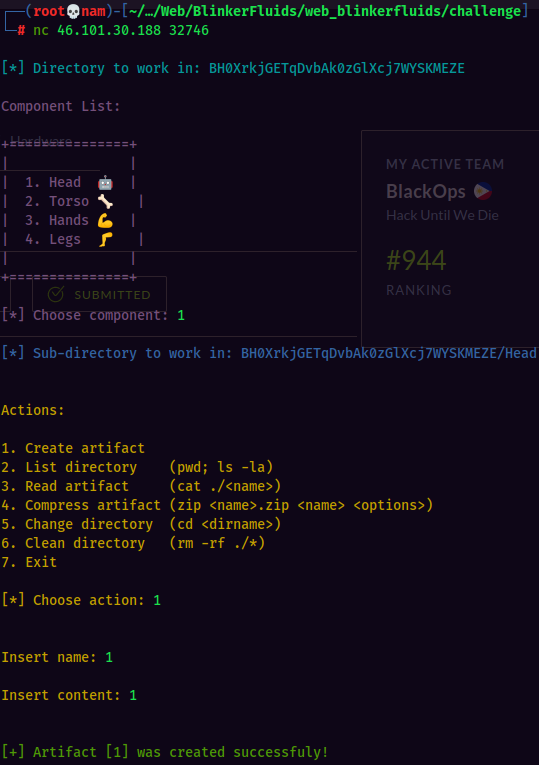 (root💀nam)-[~/…/Web/BlinkerFluids/web_blinkerfluids/challenge]
# nc 46.101.30.188 32746
[*] Directory to work in: BH0XrkjGETqDvbAk0zGlXcj7WYSKMEZE
Component List:
Hardware
+==============+
|              |
|  1. Head  🤖  |
|  2. Torso 🦴   |
|  3. Hands 💪  |
|  4. Legs  🦵   |
|              |
+==============+
MY ACTIVE TEAM
BlackOps 🇵🇭
Hack Until We Die
#944
RANKING
SUBMITTED
[*] Choose component: 1
[*] Sub-directory to work in: BH0XrkjGETqDvbAk0zGlXcj7WYSKMEZE/Head
Actions:
1. Create artifact
2. List directory    (pwd; ls -la)
3. Read artifact     (cat ./<name>)
4. Compress artifact (zip <name>.zip <name> <options>)
5. Change directory  (cd <dirname>)
6. Clean directory   (rm -rf ./*)
7. Exit
[*] Choose action: 1
Insert name: 1
Insert content: 1
[+] Artifact [1] was created successfuly!